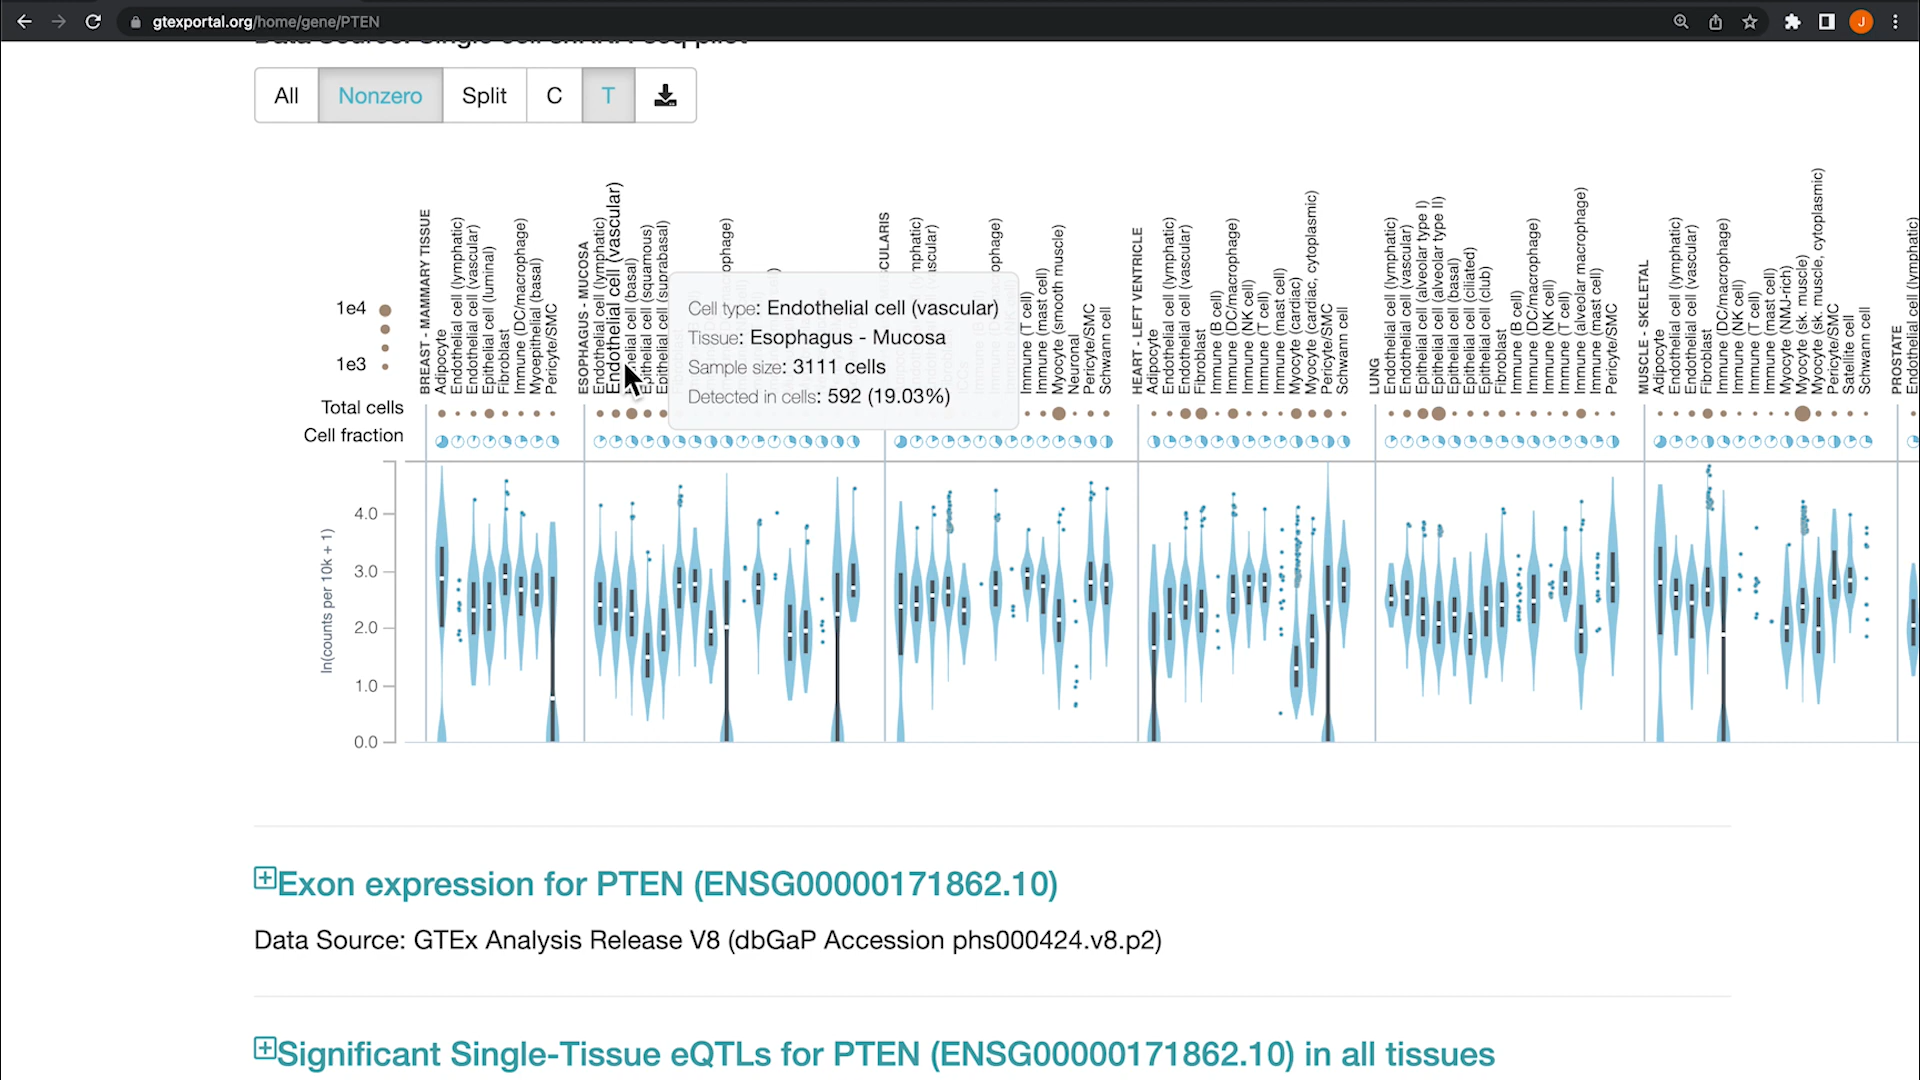 gtexportal.org/home/gene/PTEN
J
All Nonzero Split C T
BREAST - MAMMARY TISSUE
Adipocyte
Endothelial cell (lymphatic)
Endothelial cell (vascular)
Epithelial cell (luminal)
Fibroblast
Immune (DC/macrophage)
Myoepithelial (basal)
Pericyte/SMC
ESOPHAGUS - MUCOSA
Endothelial cell (lymphatic)
Endothelial cell (vascular)
Epithelial cell (squamous)
Epithelial cell (suprabasal)
Immune (T cell)
Immune (mast cell)
Myocyte (smooth muscle)
Neuronal
Pericyte/SMC
Schwann cell
HEART - LEFT VENTRICLE
Adipocyte
Endothelial cell (lymphatic)
Endothelial cell (vascular)
Fibroblast
Immune (B cell)
Immune (DC/macrophage)
Immune (NK cell)
Immune (T cell)
Immune (mast cell)
Myocyte (cardiac)
Myocyte (cardiac, cytoplasmic)
Pericyte/SMC
Schwann cell
LUNG
Endothelial cell (lymphatic)
Endothelial cell (vascular)
Epithelial cell (alveolar type I)
Epithelial cell (alveolar type II)
Epithelial cell (basal)
Epithelial cell (ciliated)
Epithelial cell (club)
Fibroblast
Immune (B cell)
Immune (DC/macrophage)
Immune (NK cell)
Immune (T cell)
Immune (alveolar macrophage)
Immune (mast cell)
Pericyte/SMC
MUSCLE - SKELETAL
Adipocyte
Endothelial cell (lymphatic)
Endothelial cell (vascular)
Fibroblast
Immune (DC/macrophage)
Immune (NK cell)
Immune (T cell)
Immune (mast cell)
Myocyte (NMJ-rich)
Myocyte (sk. muscle)
Myocyte (sk. muscle, cytoplasmic)
Pericyte/SMC
Satellite cell
Schwann cell
PROSTATE
Cell type: Endothelial cell (vascular)
Tissue: Esophagus - Mucosa
Sample size: 3111 cells
Detected in cells: 592 (19.03%)
1e4
1e3
Total cells
Cell fraction
ln(counts per 10k + 1)
4.0
3.0
2.0
1.0
0.0
Exon expression for PTEN (ENSG00000171862.10)
Data Source: GTEx Analysis Release V8 (dbGaP Accession phs000424.v8.p2)
Significant Single-Tissue eQTLs for PTEN (ENSG00000171862.10) in all tissues